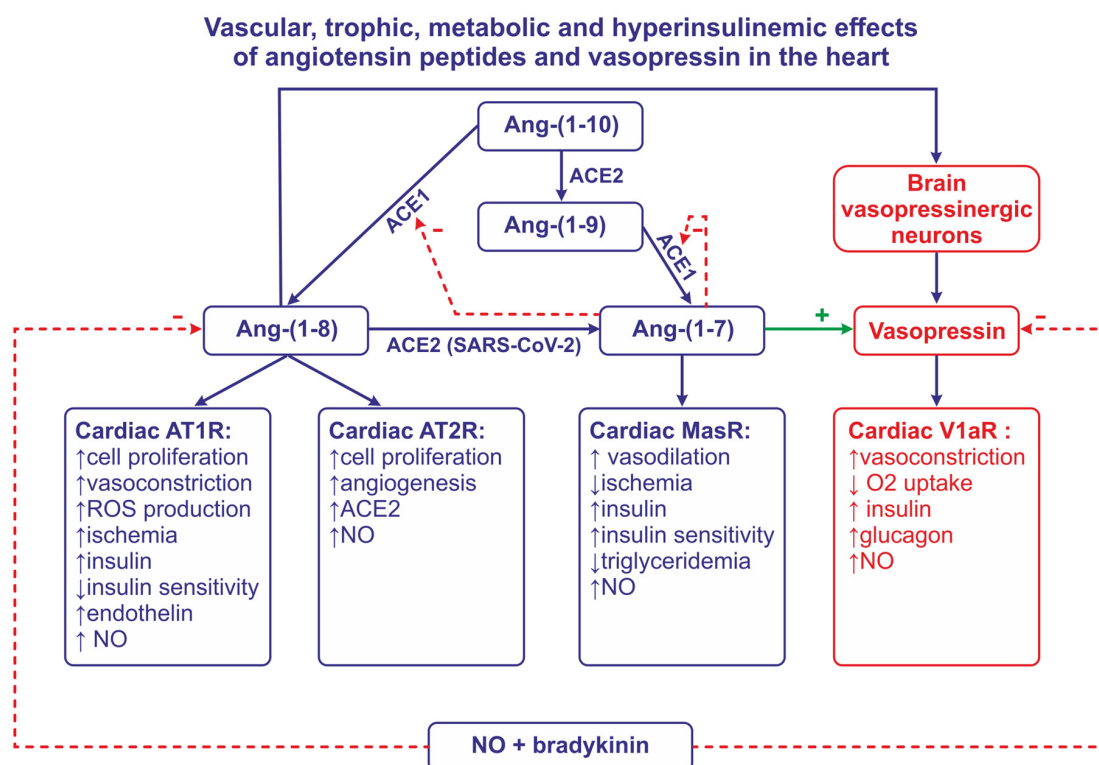 Vascular, trophic, metabolic and hyperinsulinemic effects
of angiotensin peptides and vasopressin in the heart
Ang-(1-10)
ACE2
ACE1
Ang-(1-9)
ACE1
-
-
Brain
vasopressinergic
neurons
-
Ang-(1-8)
ACE2 (SARS-CoV-2)
Ang-(1-7)
+
Vasopressin
-
Cardiac AT1R:
↑cell proliferation
↑vasoconstriction
↑ROS production
↑ischemia
↑insulin
↓insulin sensitivity
↑endothelin
↑ NO
Cardiac AT2R:
↑cell proliferation
↑angiogenesis
↑ACE2
↑NO
Cardiac MasR:
↑ vasodilation
↓ischemia
↑insulin
↑insulin sensitivity
↓triglyceridemia
↑NO
Cardiac V1aR :
↑vasoconstriction
↓ O2 uptake
↑ insulin
↑glucagon
↑NO
NO + bradykinin